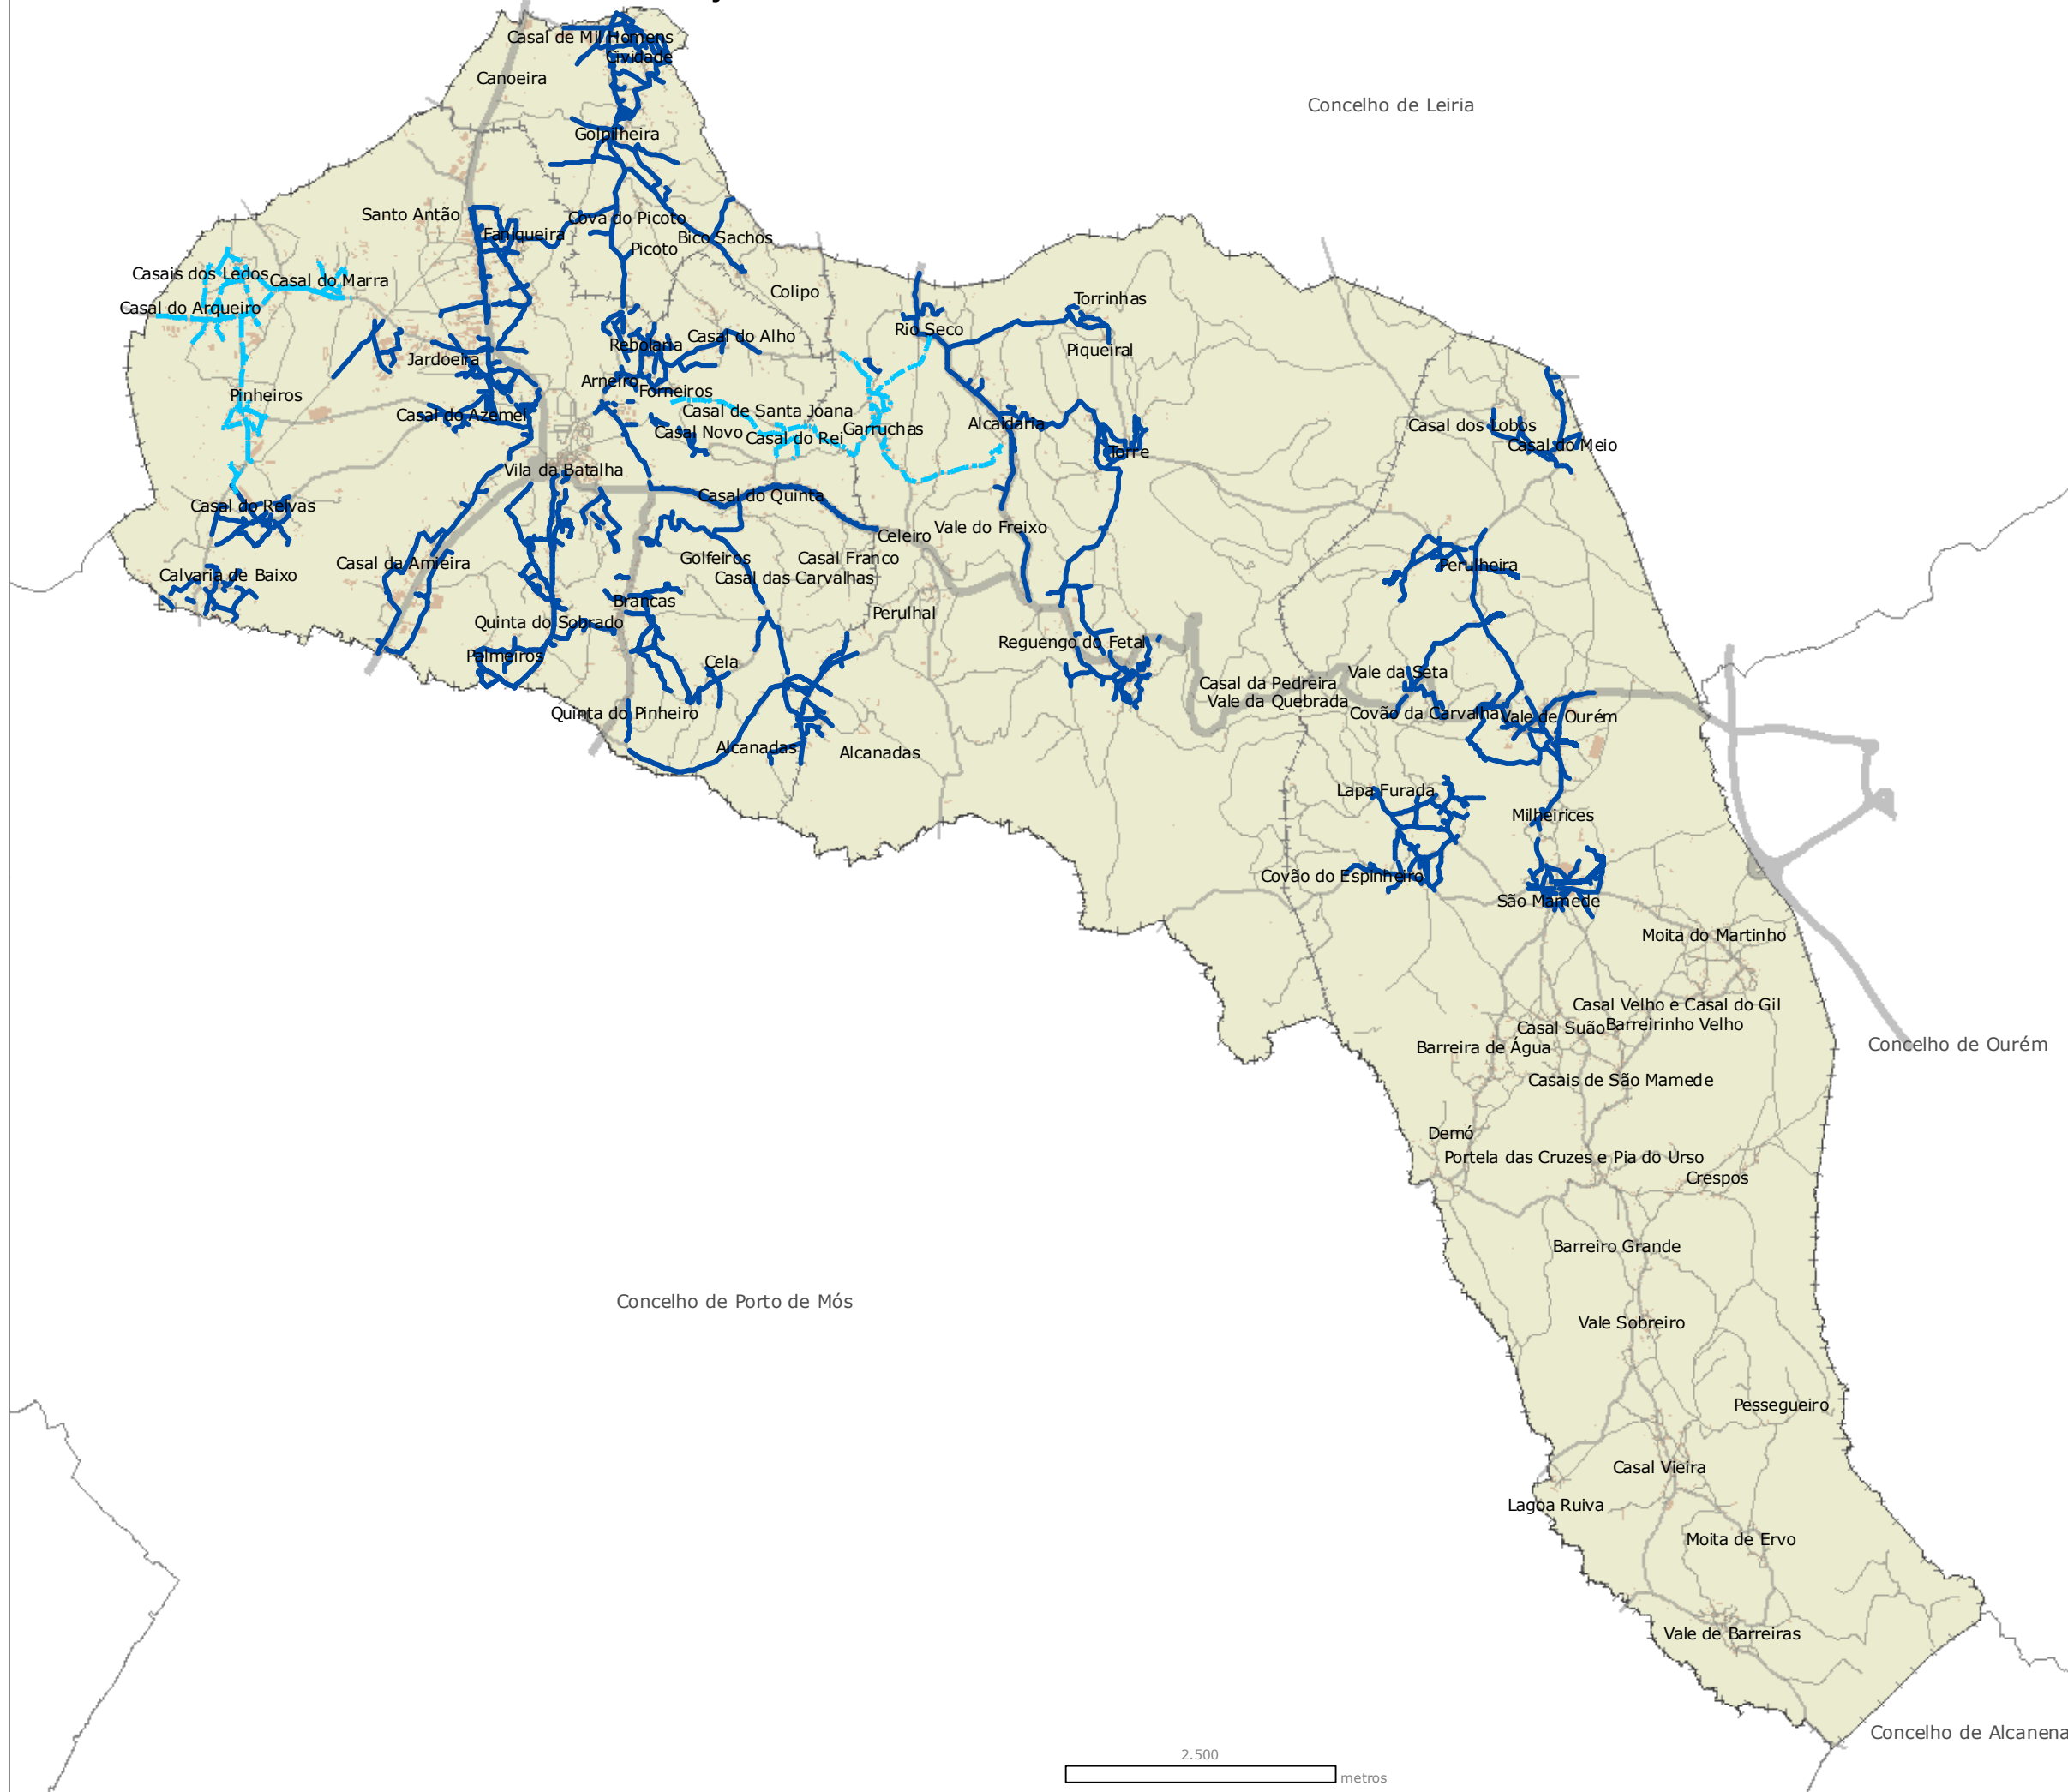 Casal de Mil Homens
Cividade
Canoeira
Concelho de Leiria
Golpilheira
Santo Antão
Cova do Picoto
Faniqueira
Bico Sachos
Picoto
Casais dos Ledos
Casal do Marra
Colipo
Torrinhas
Casal do Arqueiro
Rio Seco
Casal do Alho
Rebolaria
Piqueiral
Jardoeira
Arneiro
Forneiros
Pinheiros
Casal de Santa Joana
Casal do Azemel
Alcaidaria
Casal dos Lobos
Garruchas
Casal Novo
Casal do Rei
Casal do Meio
Torre
Vila da Batalha
Casal do Quinta
Casal do Relvas
Vale do Freixo
Celeiro
Golfeiros
Casal Franco
Casal da Amieira
Perulheira
Calvaria de Baixo
Casal das Carvalhas
Brancas
Perulhal
Quinta do Sobrado
Reguengo do Fetal
Palmeiros
Cela
Vale da Seta
Casal da Pedreira
Vale da Quebrada
Quinta do Pinheiro
Covão da Carvalha
Vale de Ourém
Alcanadas
Alcanadas
Lapa Furada
Milheirices
Covão do Espinheiro
São Mamede
Moita do Martinho
Casal Velho e Casal do Gil
Casal Suão
Barreirinho Velho
Barreira de Água
Concelho de Ourém
Casais de São Mamede
Demó
Portela das Cruzes e Pia do Urso
Crespos
Barreiro Grande
Concelho de Porto de Mós
Vale Sobreiro
Pessegueiro
Casal Vieira
Lagoa Ruiva
Moita de Ervo
Vale de Barreiras
Concelho de Alcanena
2.500
metros